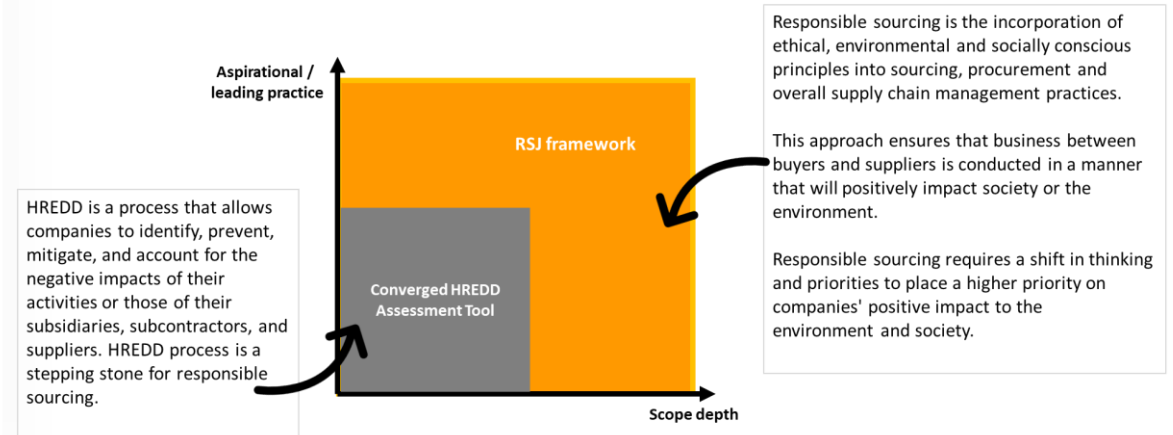 Aspirational /
leading practice
RSJ framework
Converged HREDD
Assessment Tool
Scope depth
HREDD is a process that allows
companies to identify, prevent,
mitigate, and account for the
negative impacts of their
activities or those of their
subsidiaries, subcontractors, and
suppliers. HREDD process is a
stepping stone for responsible
sourcing.
Responsible sourcing is the incorporation of
ethical, environmental and socially conscious
principles into sourcing, procurement and
overall supply chain management practices.
This approach ensures that business between
buyers and suppliers is conducted in a manner
that will positively impact society or the
environment.
Responsible sourcing requires a shift in thinking
and priorities to place a higher priority on
companies' positive impact to the
environment and society.